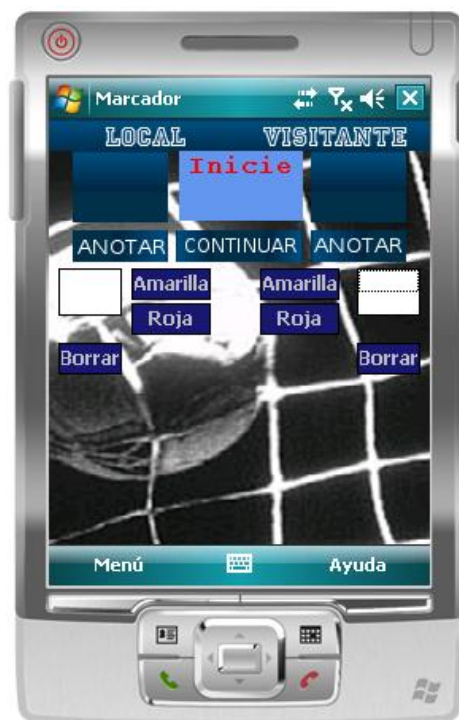 Marcador
LOCAL VISITANTE
Inicie
ANOTAR CONTINUAR ANOTAR
Amarilla Amarilla
Roja Roja
Borrar Borrar
Menú Ayuda